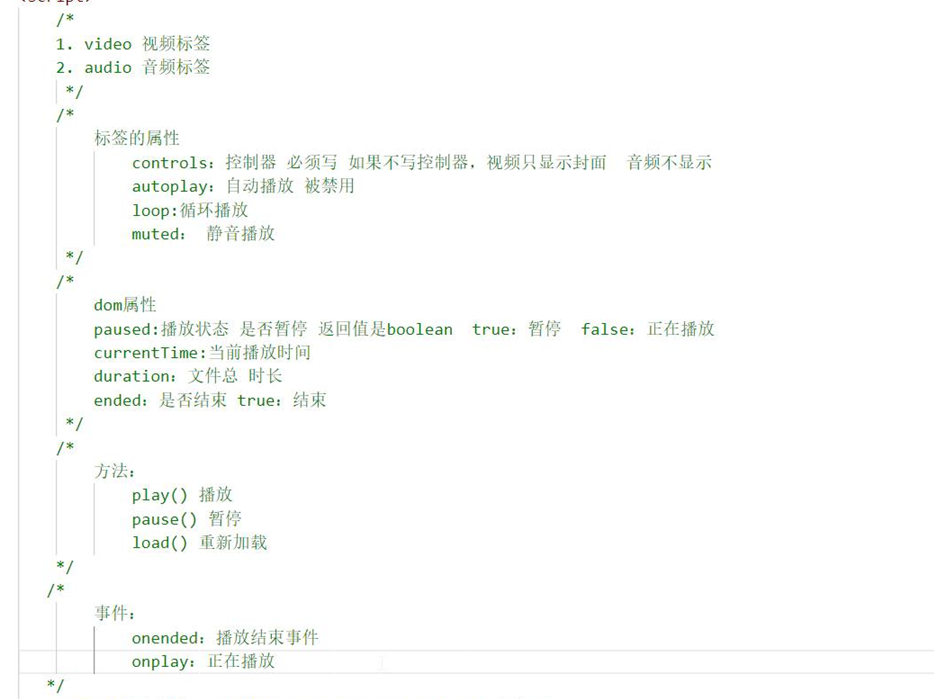 /*
1. video 视频标签
2. audio 音频标签
*/
/*
标签的属性
controls：控制器 必须写 如果不写控制器，视频只显示封面 音频不显示
autoplay：自动播放 被禁用
loop:循环播放
muted： 静音播放
*/
/*
dom属性
paused:播放状态 是否暂停 返回值是boolean true：暂停 false：正在播放
currentTime:当前播放时间
duration：文件总 时长
ended：是否结束 true：结束
*/
/*
方法：
play() 播放
pause() 暂停
load() 重新加载
*/
/*
事件：
onended：播放结束事件
onplay：正在播放
*/